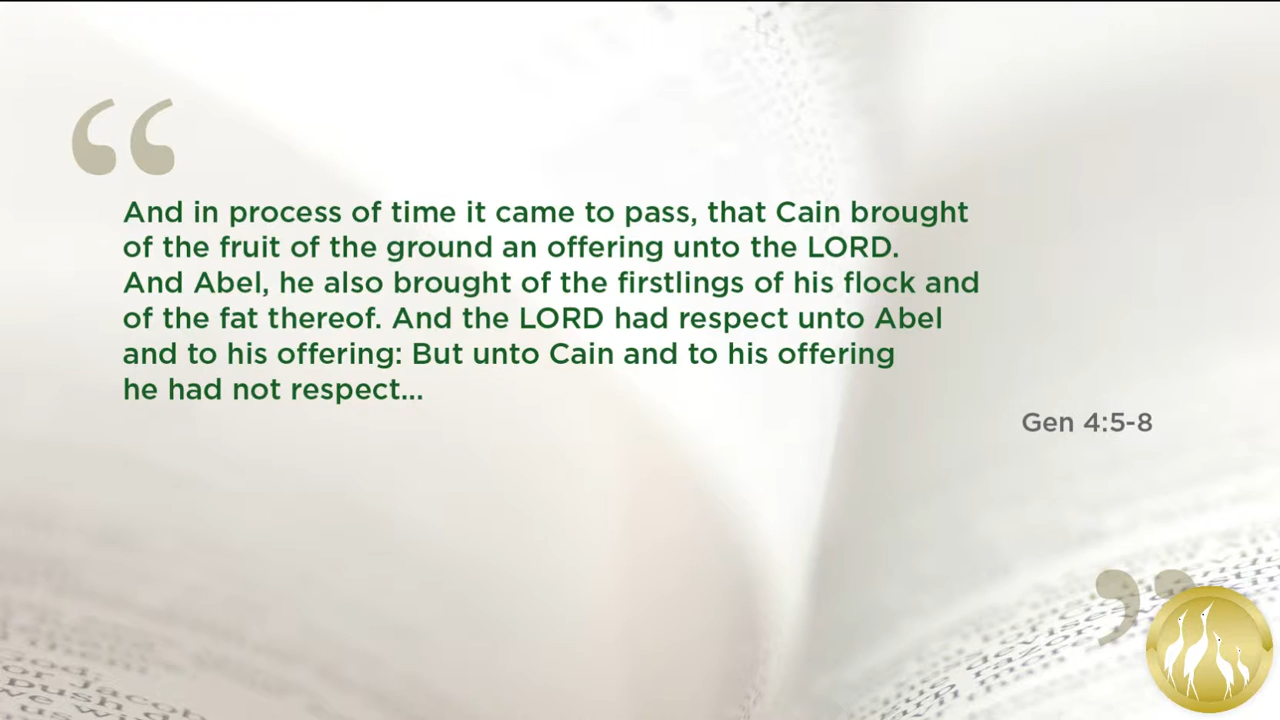 And in process of time it came to pass, that Cain brought
of the fruit of the ground an offering unto the LORD.
And Abel, he also brought of the firstlings of his flock and
of the fat thereof. And the LORD had respect unto Abel
and to his offering: But unto Cain and to his offering
he had not respect...
Gen 4:5-8